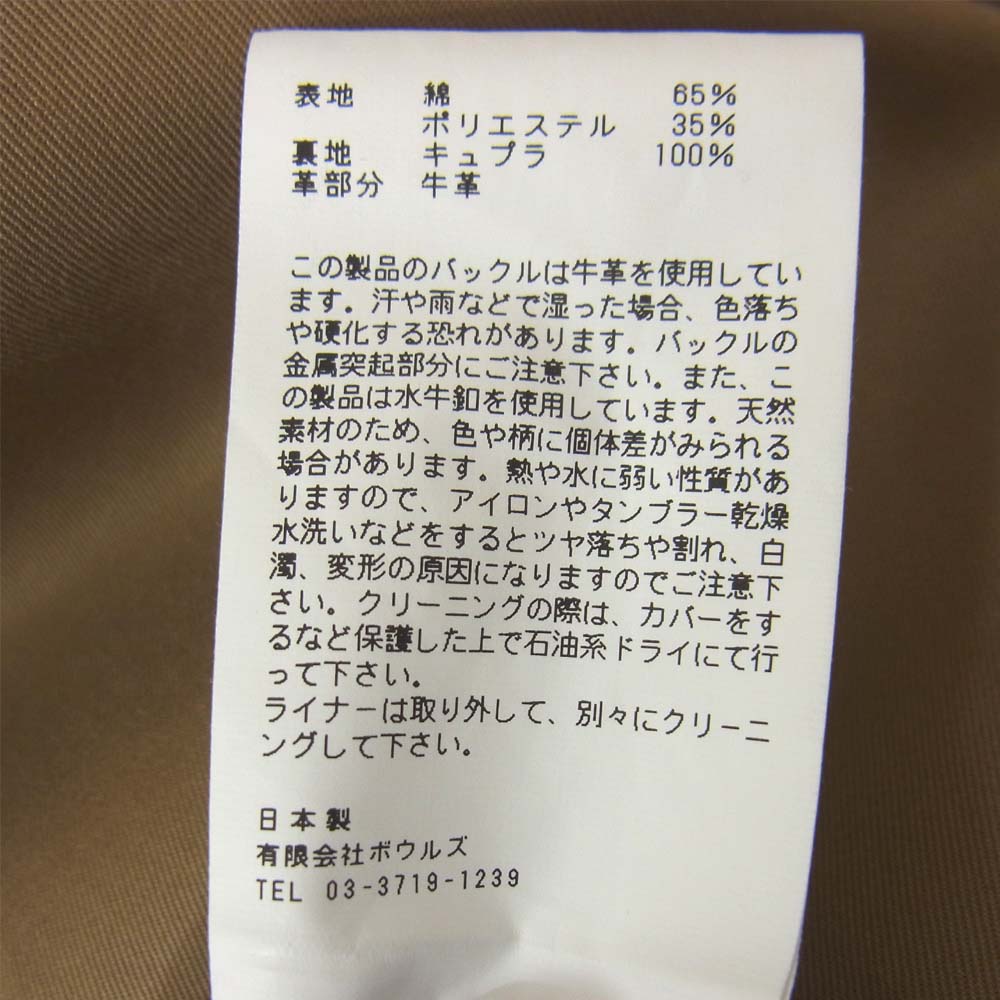 表地 綿 65%
ポリエステル 35%
裏地 キュプラ 100%
革部分 牛革
この製品のバックルは牛革を使用してい
ます。汗や雨などで湿った場合、色落ち
や硬化する恐れがあります。バックルの
金属突起部分にご注意下さい。また、こ
の製品は水牛釦を使用しています。天然
素材のため、色や柄に個体差がみられる
場合があります。熱や水に弱い性質があ
りますので、アイロンやタンブラー乾燥
水洗いなどをするとツヤ落ちや割れ、白
濁、変形の原因になりますのでご注意下
さい。クリーニングの際は、カバーをす
るなど保護した上で石油系ドライにて行
って下さい。
ライナーは取り外して、別々にクリーニ
ングして下さい。
日本製
有限会社ボウルズ
TEL 03-3719-1239